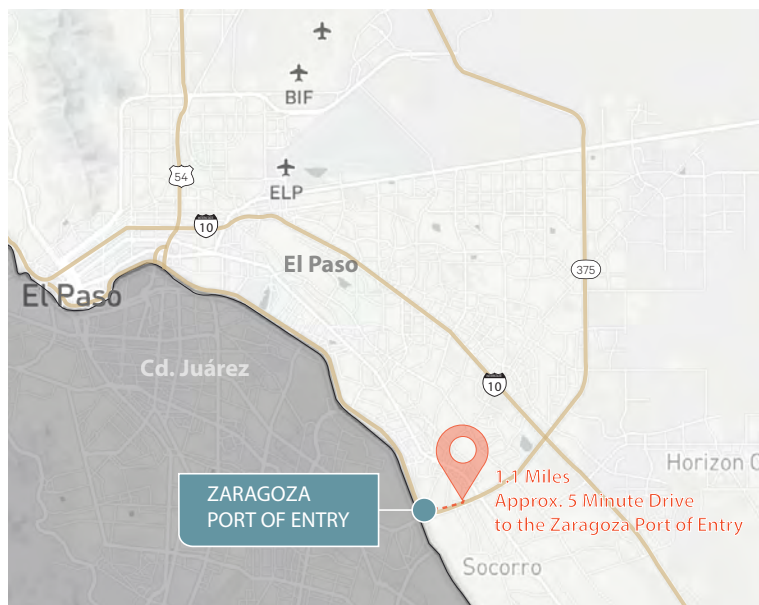 BIF
54
ELP
10
El Paso
375
El Paso
Cd. Juárez
10
Horizon C
1.1 Miles
Approx. 5 Minute Drive
to the Zaragoza Port of Entry
ZARAGOZA
PORT OF ENTRY
Socorro